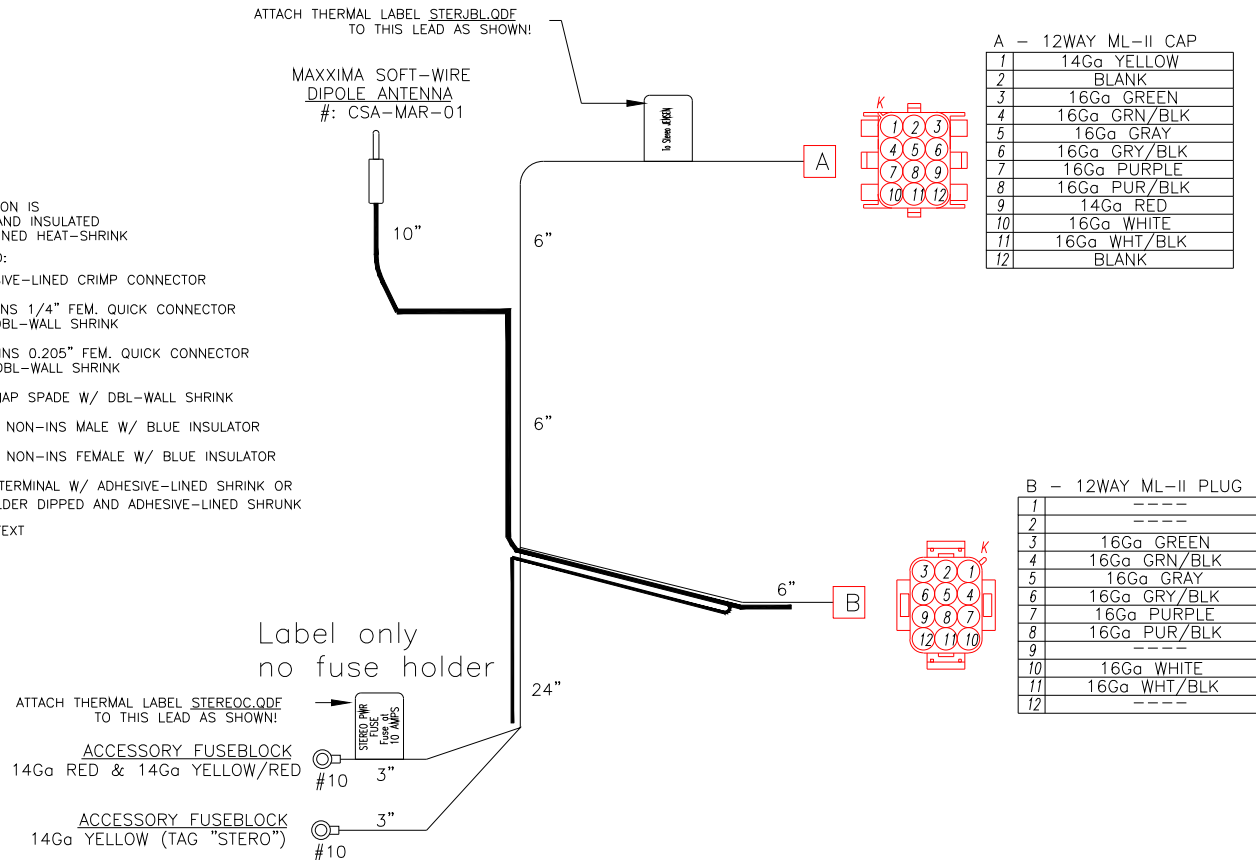 ATTACH THERMAL LABEL STERJBL.QDF
TO THIS LEAD AS SHOWN!
MAXXIMA SOFT-WIRE
DIPOLE ANTENNA
#: CSA-MAR-01
To Stereo JENSEN
A
K
1 2 3
4 5 6
7 8 9
10 11 12
A - 12WAY ML-II CAP
1 14Ga YELLOW
2 BLANK
3 16Ga GREEN
4 16Ga GRN/BLK
5 16Ga GRAY
6 16Ga GRY/BLK
7 16Ga PURPLE
8 16Ga PUR/BLK
9 14Ga RED
10 16Ga WHITE
11 16Ga WHT/BLK
12 BLANK
ON IS
AND INSULATED
NED HEAT-SHRINK
D:
SIVE-LINED CRIMP CONNECTOR
NS 1/4" FEM. QUICK CONNECTOR
DBL-WALL SHRINK
INS 0.205" FEM. QUICK CONNECTOR
DBL-WALL SHRINK
NAP SPADE W/ DBL-WALL SHRINK
NON-INS MALE W/ BLUE INSULATOR
NON-INS FEMALE W/ BLUE INSULATOR
TERMINAL W/ ADHESIVE-LINED SHRINK OR
LDER DIPPED AND ADHESIVE-LINED SHRUNK
TEXT
10"
6"
6"
6"
B
K
3 2 1
6 5 4
9 8 7
12 11 10
B - 12WAY ML-II PLUG
1 ----
2 ----
3 16Ga GREEN
4 16Ga GRN/BLK
5 16Ga GRAY
6 16Ga GRY/BLK
7 16Ga PURPLE
8 16Ga PUR/BLK
9 ----
10 16Ga WHITE
11 16Ga WHT/BLK
12 ----
Label only
no fuse holder
24"
ATTACH THERMAL LABEL STEREOC.QDF
TO THIS LEAD AS SHOWN!
STEREO PWR
FUSE
Fuse at
10 AMPS
ACCESSORY FUSEBLOCK
14Ga RED & 14Ga YELLOW/RED
#10
3"
ACCESSORY FUSEBLOCK
14Ga YELLOW (TAG "STERO")
#10
3"